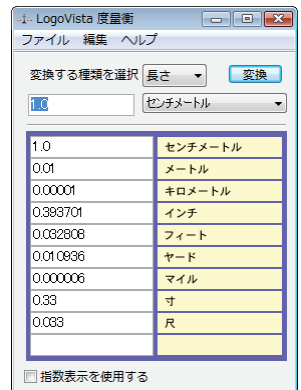 LogoVista 度量衡
ファイル 編集 ヘルプ
変換する種類を選択 長さ 変換
1.0 センチメートル
1.0 センチメートル
0.01 メートル
0.00001 キロメートル
0.393701 インチ
0.032808 フィート
0.010936 ヤード
0.000006 マイル
0.33 寸
0.033 尺
指数表示を使用する